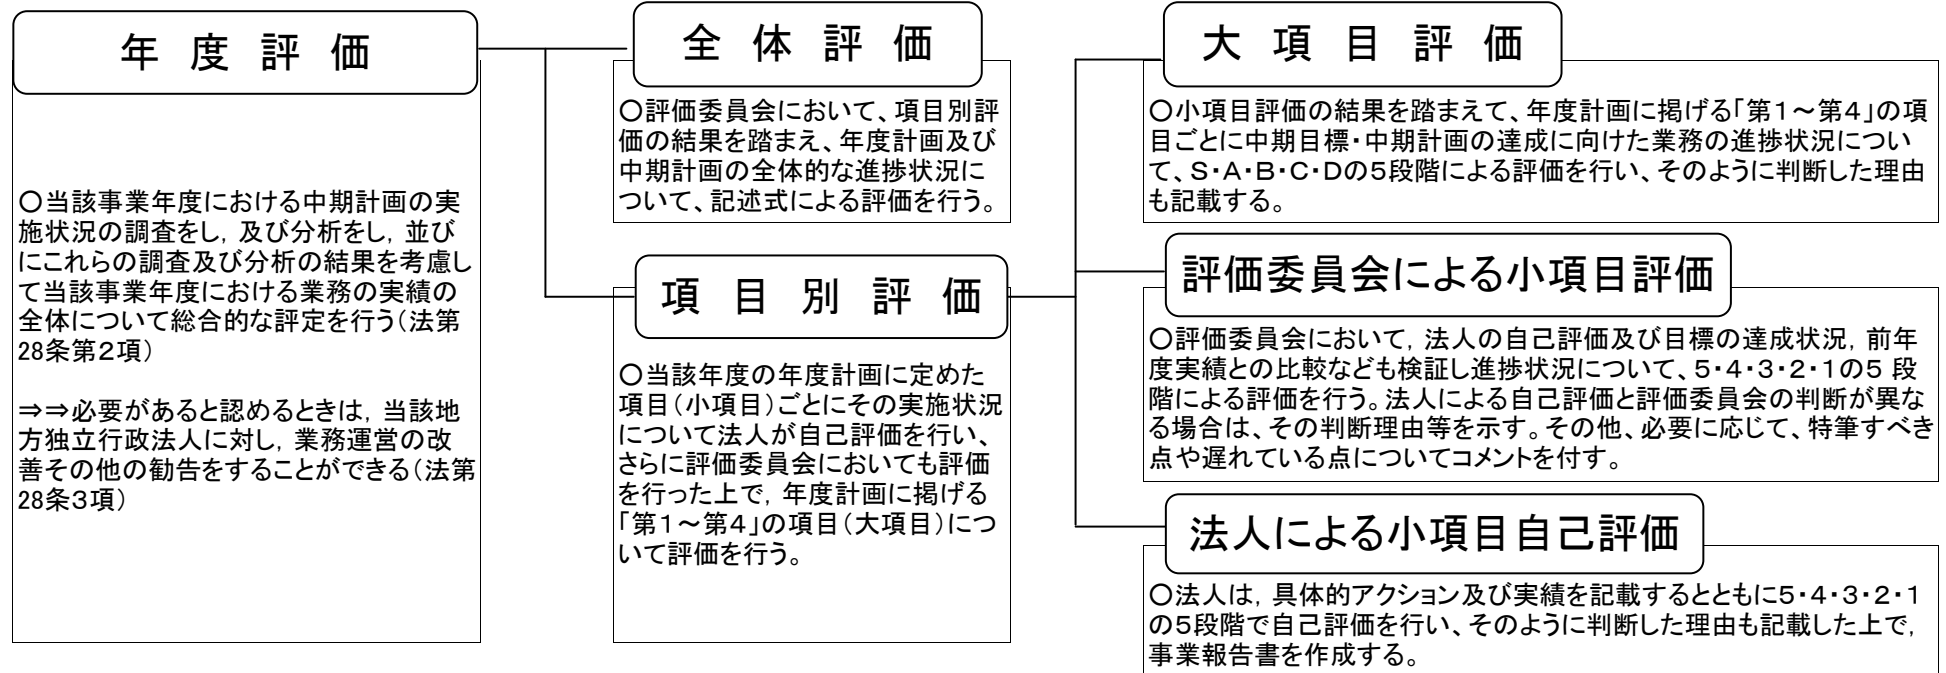 年 度 評 価
〇当該事業年度における中期計画の実
施状況の調査をし, 及び分析をし, 並び
にこれらの調査及び分析の結果を考慮し
て当該事業年度における業務の実績の
全体について総合的な評定を行う(法第
28条第2項)
⇒⇒必要があると認めるときは, 当該地
方独立行政法人に対し, 業務運営の改
善その他の勧告をすることができる(法第
28条3項)
全 体 評 価
〇評価委員会において、項目別評
価の結果を踏まえ、年度計画及び
中期計画の全体的な進捗状況に
ついて、記述式による評価を行う。
項 目 別 評 価
〇当該年度の年度計画に定めた
項目(小項目)ごとにその実施状況
について法人が自己評価を行い、
さらに評価委員会においても評価
を行った上で, 年度計画に掲げる
「第1~第4」の項目(大項目)につ
いて評価を行う。
大 項 目 評 価
〇小項目評価の結果を踏まえて、年度計画に掲げる「第1~第4」の項
目ごとに中期目標・中期計画の達成に向けた業務の進捗状況につい
て、S・A・B・C・Dの5段階による評価を行い、そのように判断した理由
も記載する。
評価委員会による小項目評価
〇評価委員会において, 法人の自己評価及び目標の達成状況, 前年
度実績との比較なども検証し進捗状況について、5・4・3・2・1の5 段
階による評価を行う。法人による自己評価と評価委員会の判断が異な
る場合は、その判断理由等を示す。その他、必要に応じて、特筆すべき
点や遅れている点についてコメントを付す。
法人による小項目自己評価
〇法人は, 具体的アクション及び実績を記載するとともに5・4・3・2・1
の5段階で自己評価を行い、そのように判断した理由も記載した上で,
事業報告書を作成する。